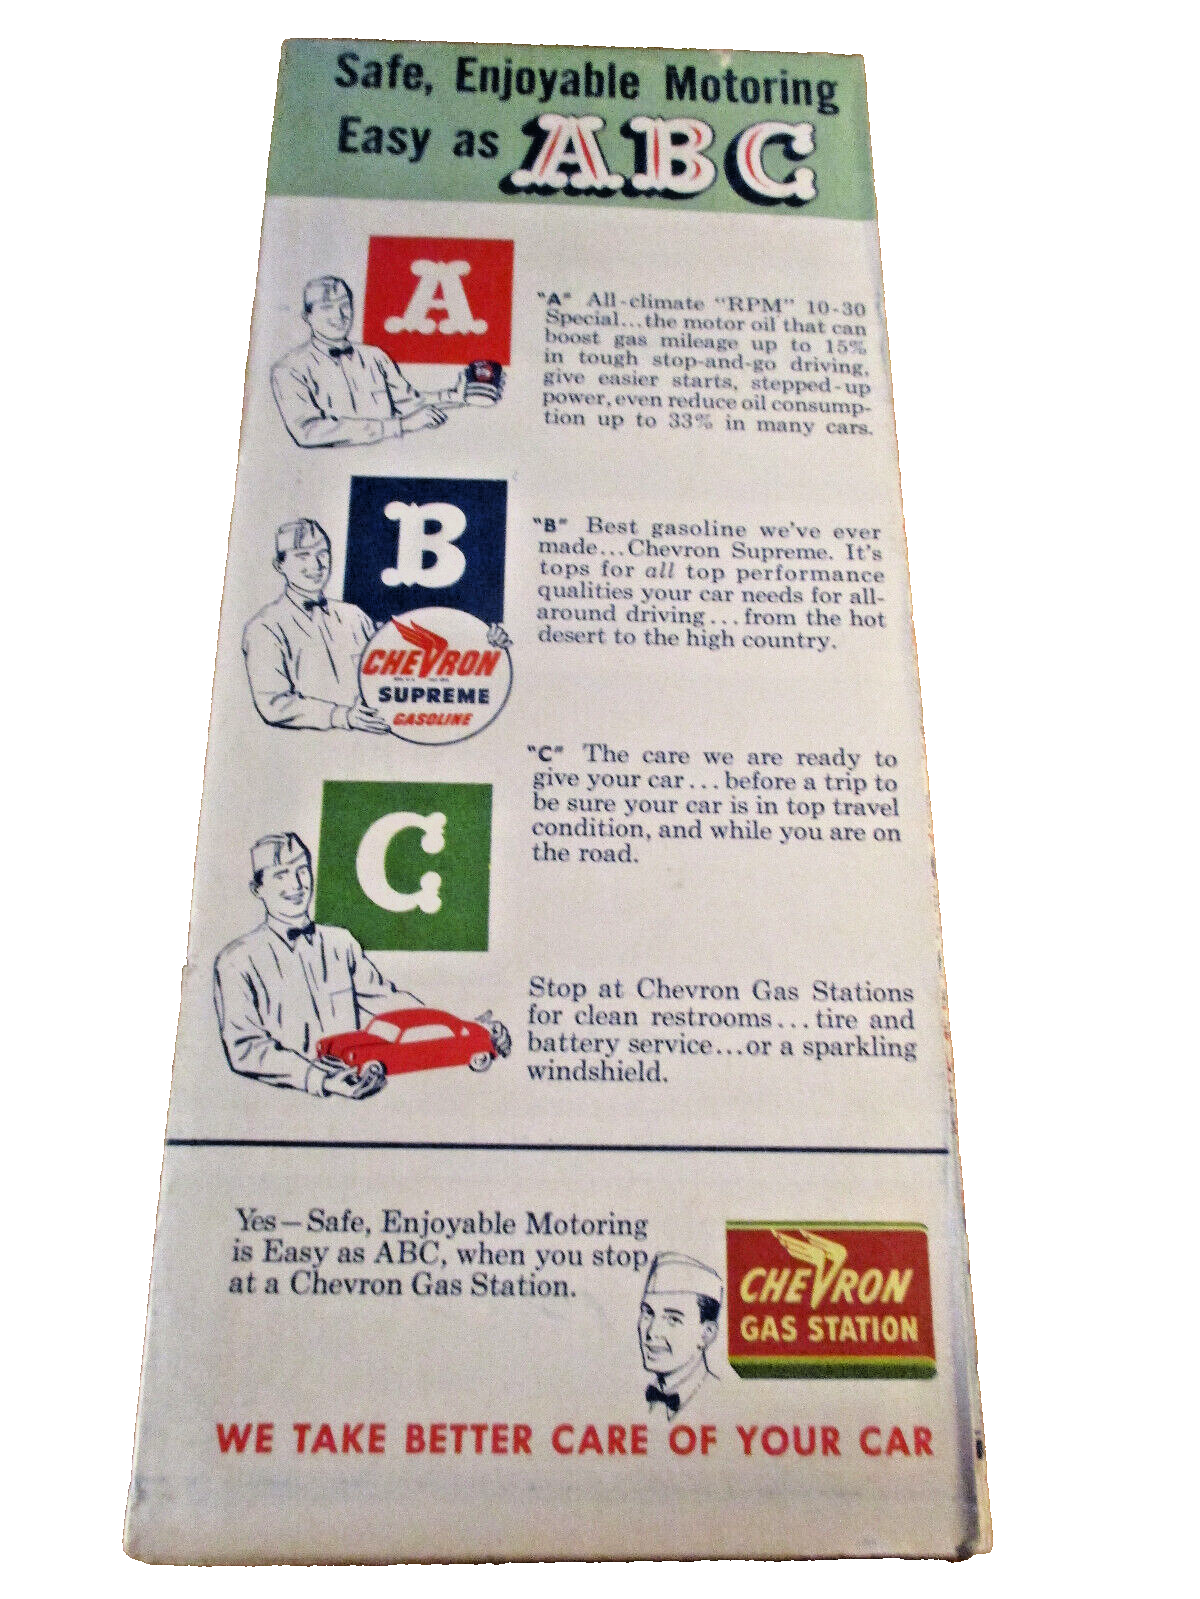 Safe, Enjoyable Motoring
Easy as ABC
A
"A" All-climate "RPM" 10-30
Special...the motor oil that can
boost gas mileage up to 15%
in tough stop-and-go driving,
give easier starts, stepped-up
power, even reduce oil consump-
tion up to 33% in many cars.
B
CHEVRON
SUPREME
GASOLINE
"B" Best gasoline we've ever
made...Chevron Supreme. It's
tops for all top performance
qualities your car needs for all-
around driving...from the hot
desert to the high country.
C
"C" The care we are ready to
give your car...before a trip to
be sure your car is in top travel
condition, and while you are on
the road.
Stop at Chevron Gas Stations
for clean restrooms...tire and
battery service...or a sparkling
windshield.
Yes—Safe, Enjoyable Motoring
is Easy as ABC, when you stop
at a Chevron Gas Station.
CHEVRON
GAS STATION
WE TAKE BETTER CARE OF YOUR CAR